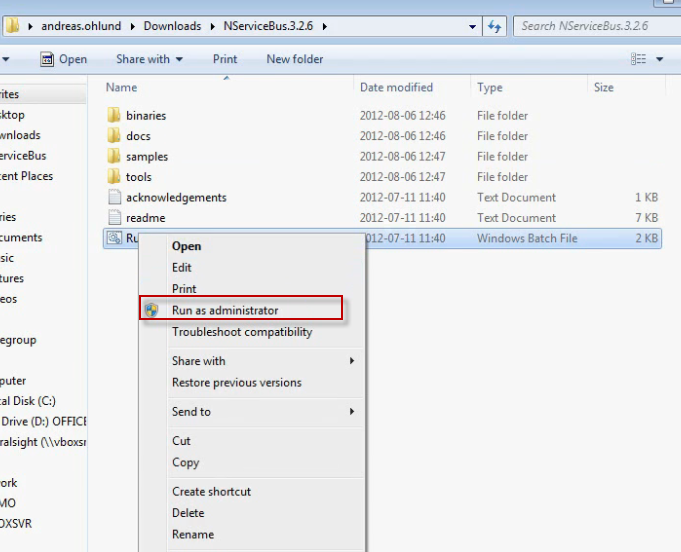 andreas.ohlund Downloads NServiceBus.3.2.6 Search NServiceBus.3.2.6
Open Share with Print New folder
rites
Name Date modified Type Size
sktop
binaries 2012-08-06 12:46 File folder
wnloads
docs 2012-08-06 12:46 File folder
erviceBus
samples 2012-08-06 12:47 File folder
ent Places
tools 2012-08-06 12:47 File folder
acknowledgements 2012-07-11 11:40 Text Document 1 KB
ries
readme 2012-07-11 11:40 Text Document 7 KB
cuments
Ru 012-07-11 11:40 Windows Batch File 2 KB
sic
tures
eos
egroup
puter
al Disk (C:)
Drive (D:) OFFICE
ralsight (\\vboxsr
ork
MO
OXSVR
Open
Edit
Print
Run as administrator
Troubleshoot compatibility
Share with
Restore previous versions
Send to
Cut
Copy
Create shortcut
Delete
Rename